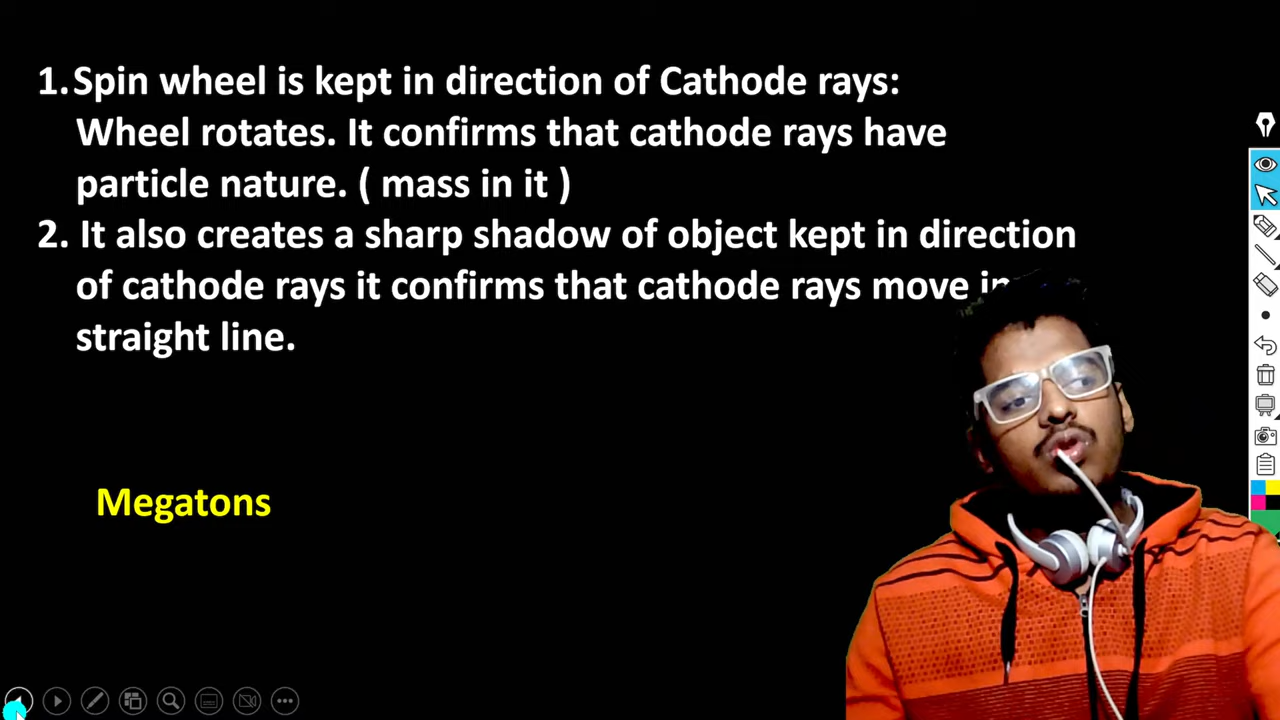 1. Spin wheel is kept in direction of Cathode rays:
Wheel rotates. It confirms that cathode rays have
particle nature. ( mass in it )
2. It also creates a sharp shadow of object kept in direction
of cathode rays it confirms that cathode rays move in
straight line.
Megatons